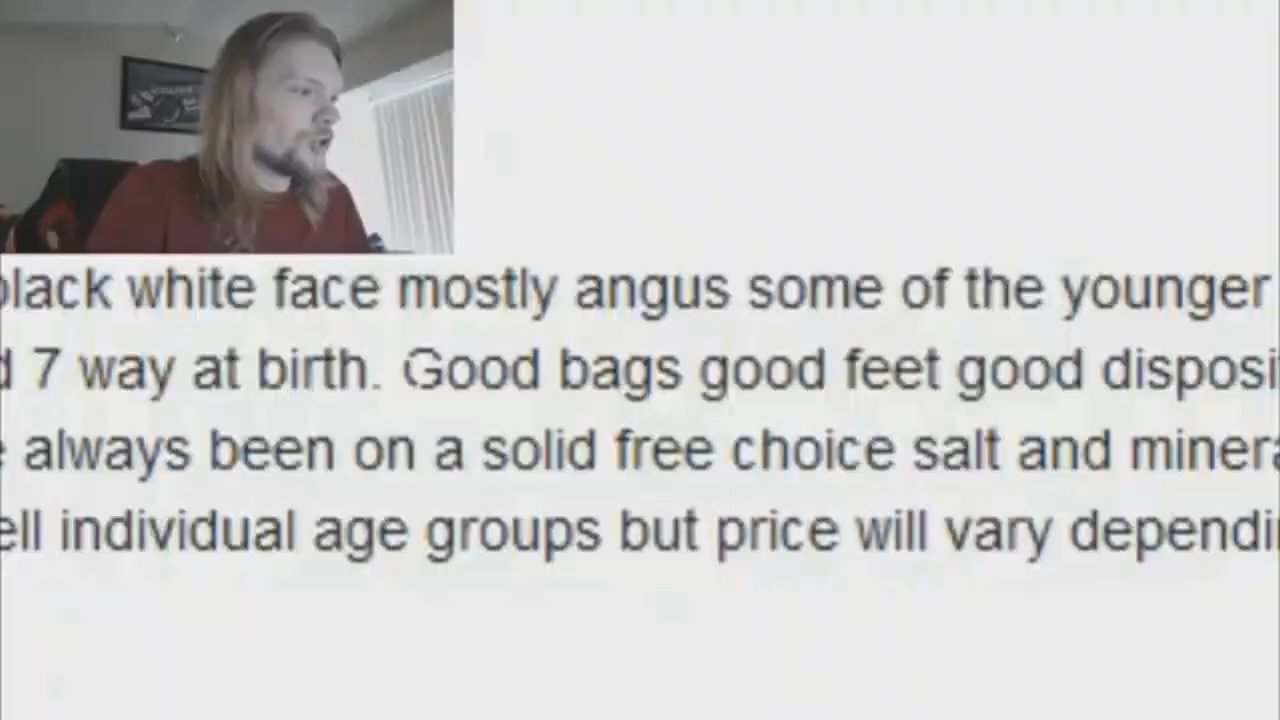 black white face mostly angus some of the younger
7 way at birth. Good bags good feet good
always been on a solid free choice salt and
individual age groups but price will vary